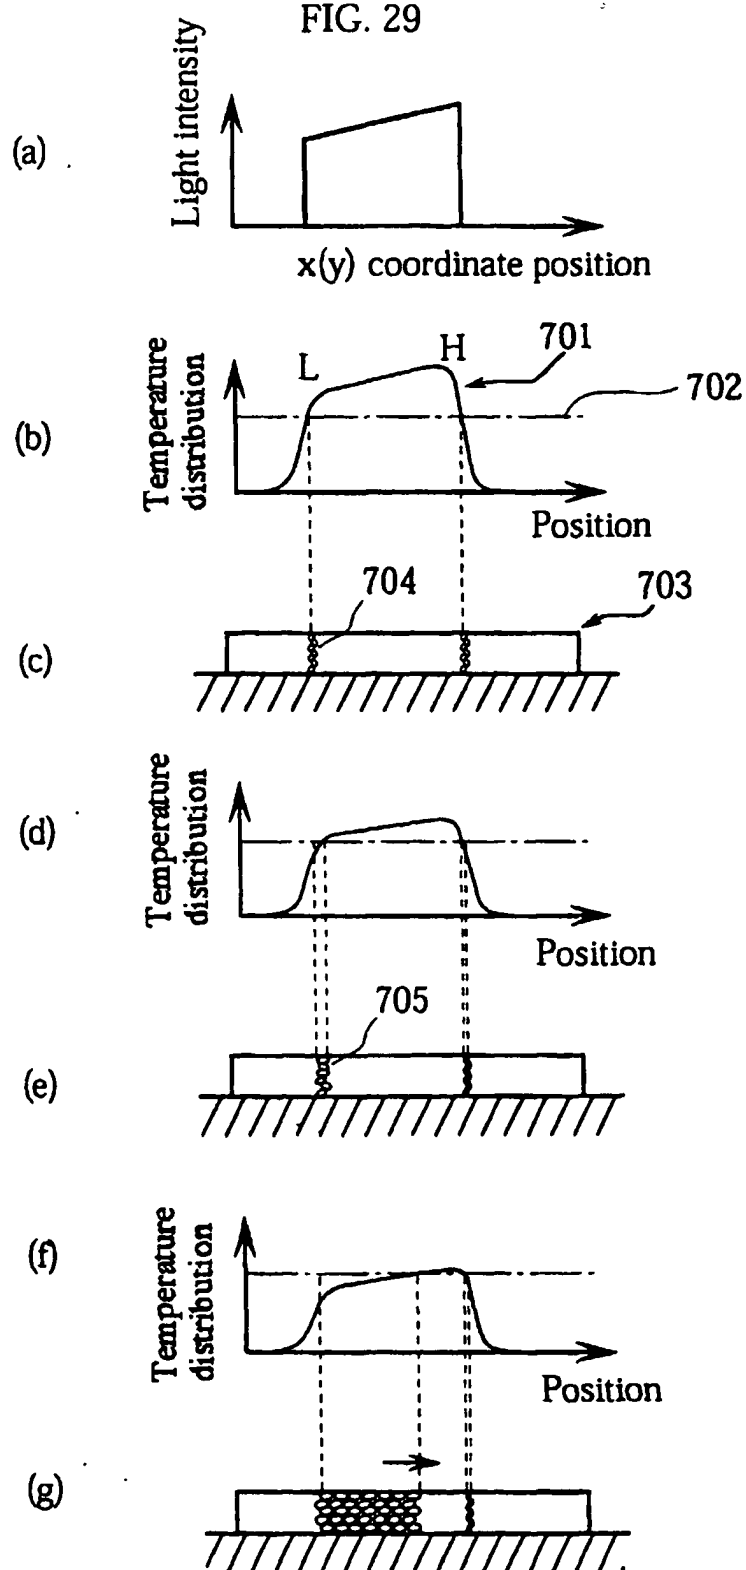 FIG. 29
(a)
Light intensity
x(y) coordinate position
(b)
Temperature
distribution
L
H
701
702
Position
(c)
704
703
(d)
Temperature
distribution
Position
(e)
705
(f)
Temperature
distribution
Position
(g)